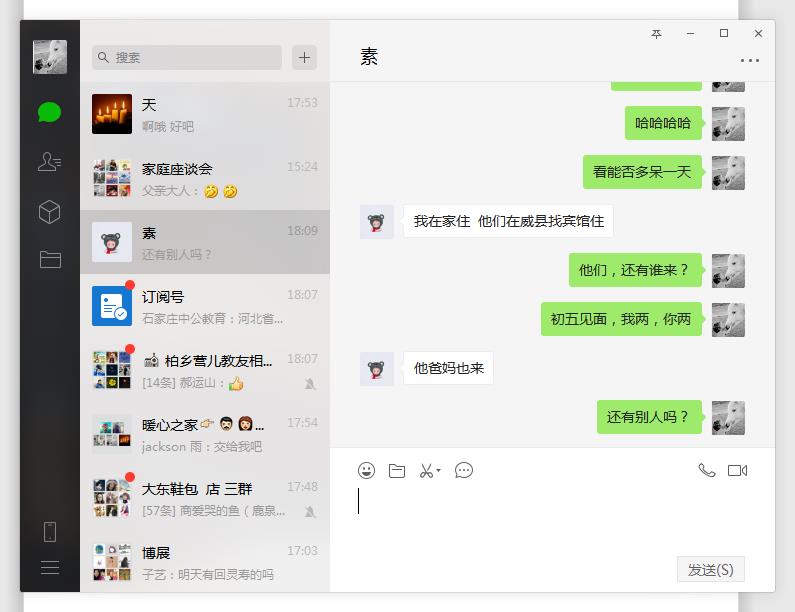 搜索
天
17:53
啊哦 好吧
家庭座谈会
15:24
父亲大人：🤣🤣
素
18:09
还有别人吗？
订阅号
18:07
石家庄中公教育：河北省...
柏乡营儿教友相...
18:07
[14条] 郝运山：👍
暖心之家👉👨👩...
17:54
jackson 雨：交给我吧
大东鞋包 店 三群
17:48
[57条] 商爱哭的鱼（鹿泉...
博展
17:03
子艺：明天有回灵寿的吗
素
哈哈哈哈
看能否多呆一天
我在家住 他们在威县找宾馆住
他们，还有谁来？
初五见面，我两，你两
他爸妈也来
还有别人吗？
发送(S)